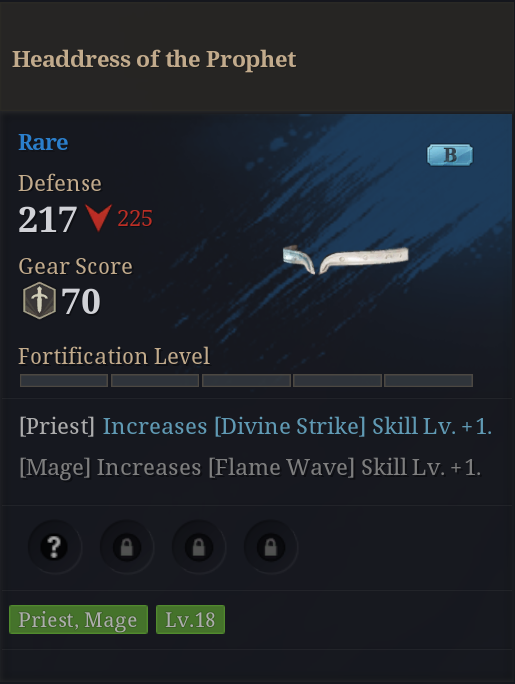 Headdress of the Prophet
Rare
B
Defense
217 225
Gear Score
70
Fortification Level
[Priest] Increases [Divine Strike] Skill Lv. +1.
[Mage] Increases [Flame Wave] Skill Lv. +1.
?
Priest, Mage Lv.18